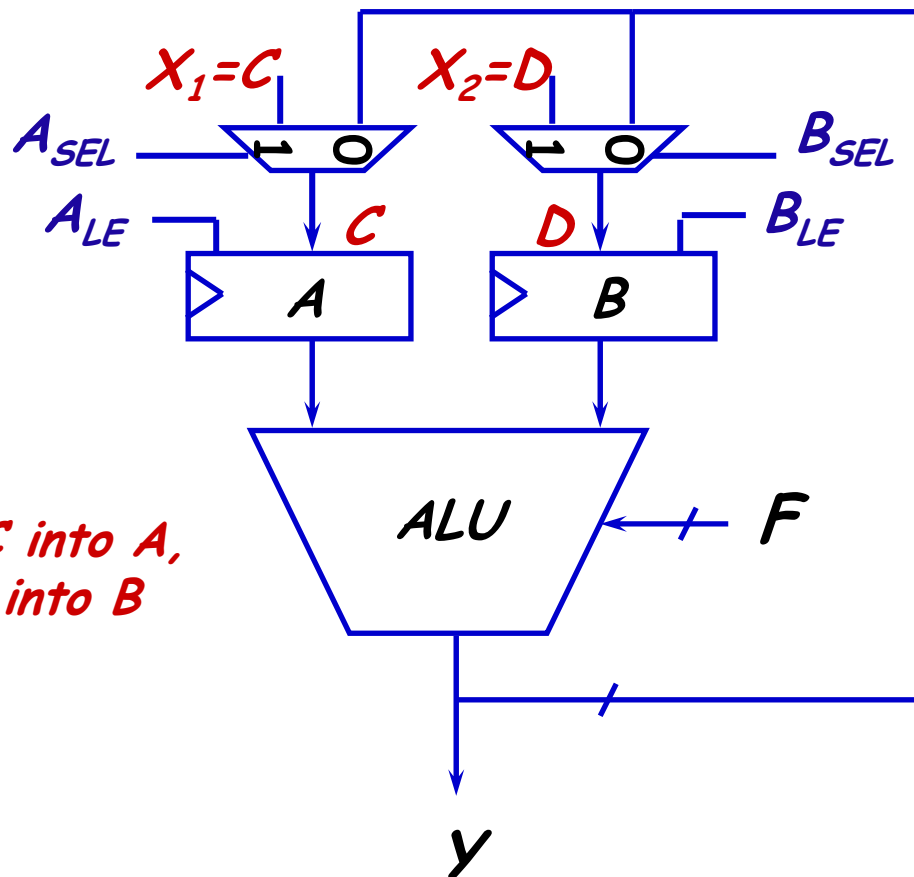 X1=C X2=D
ASEL 1 0 1 0 BSEL
ALE C D BLE
A B
ALU F
into A,
into B
y